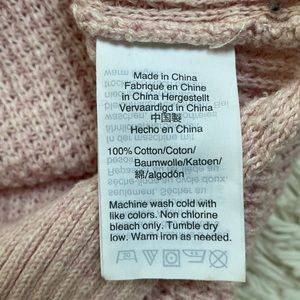 Made in China
Fabriqué en Chine
in China Hergestellt
Vervaardigd in China
中国製
Hecho en China
100% Cotton/Coton/
Baumwolle/Katoen/
綿/algodón
Machine wash cold with
like colors. Non chlorine
bleach only. Tumble dry
low. Warm iron as needed.